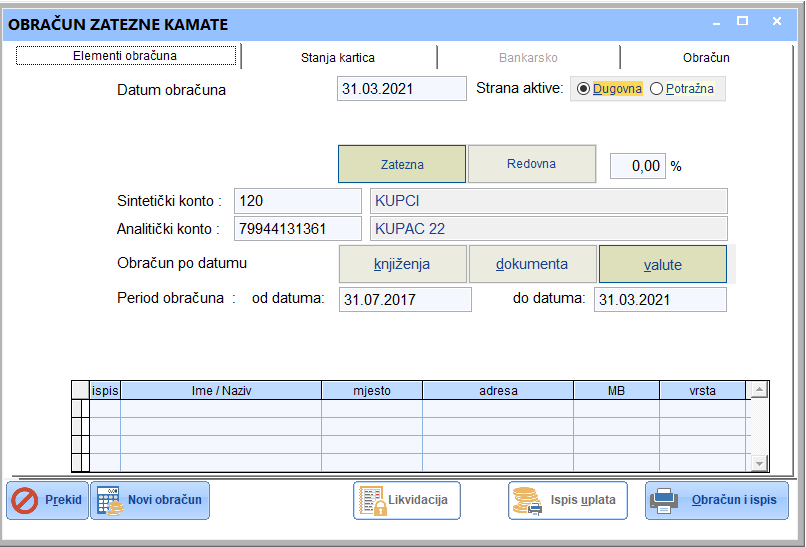 OBRAČUN ZATEZNE KAMATE
Elementi obračuna Stanja kartica Bankarsko Obračun
Datum obračuna 31.03.2021 Strana aktive: Dugovna Potražna
Zatezna Redovna 0,00 %
Sintetički konto : 120 KUPCI
Analitički konto : 79944131361 KUPAC 22
Obračun po datumu knjiženja dokumenta valute
Period obračuna : od datuma: 31.07.2017 do datuma: 31.03.2021
ispis Ime / Naziv mjesto adresa MB vrsta
Prekid Novi obračun Likvidacija Ispis uplata Obračun i ispis